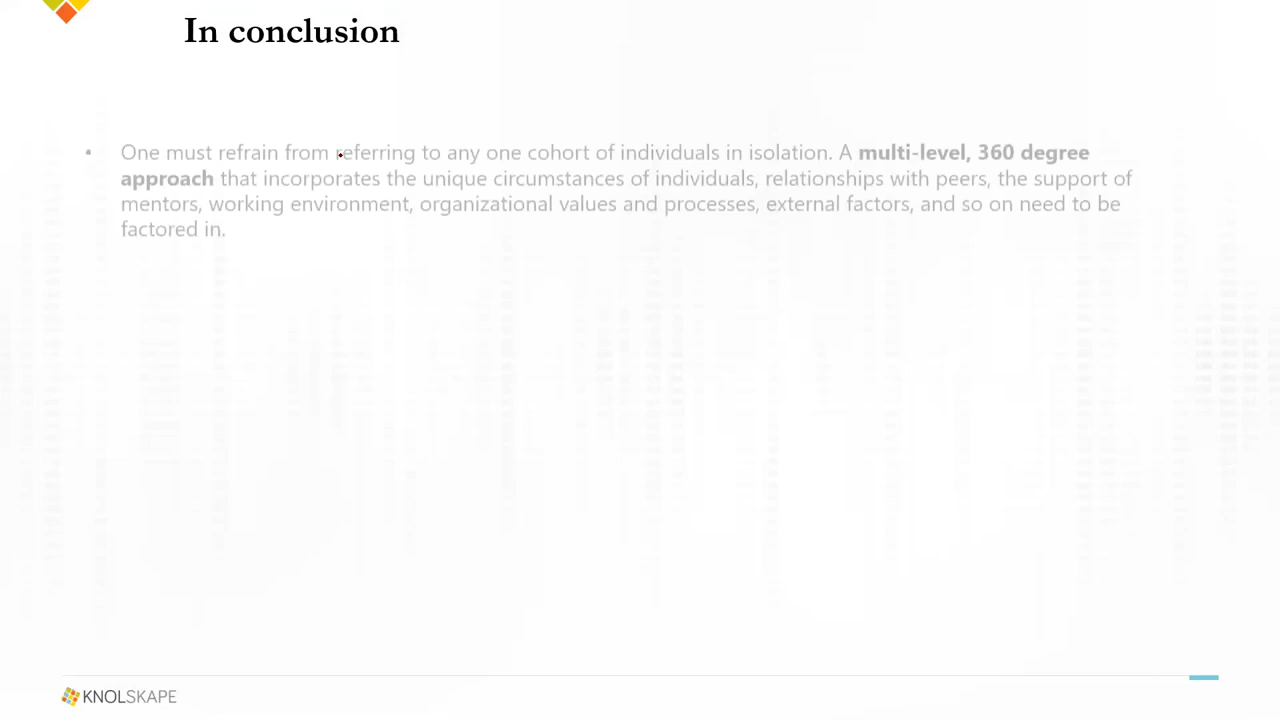 In conclusion
• One must refrain from referring to any one cohort of individuals in isolation. A multi-level, 360 degree
approach that incorporates the unique circumstances of individuals, relationships with peers, the support of
mentors, working environment, organizational values and processes, external factors, and so on need to be
factored in.
KNOLSKAPE